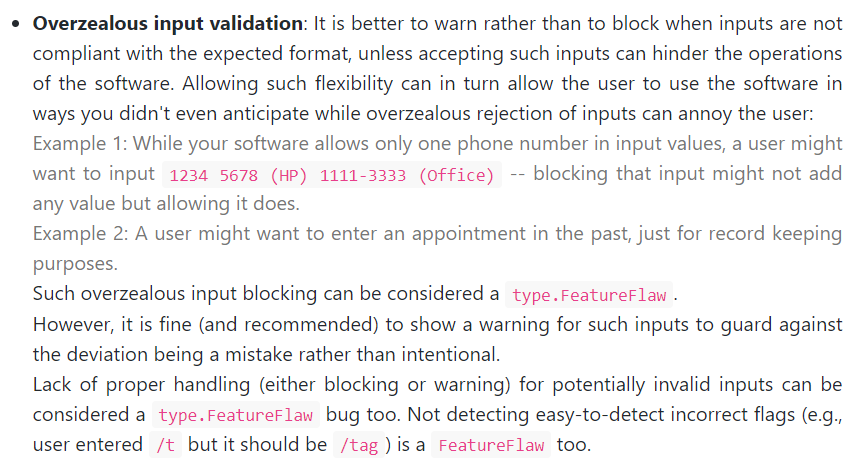 • Overzealous input validation: It is better to warn rather than to block when inputs are not
compliant with the expected format, unless accepting such inputs can hinder the operations
of the software. Allowing such flexibility can in turn allow the user to use the software in
ways you didn't even anticipate while overzealous rejection of inputs can annoy the user:
Example 1: While your software allows only one phone number in input values, a user might
want to input 1234 5678 (HP) 1111-3333 (Office) -- blocking that input might not add
any value but allowing it does.
Example 2: A user might want to enter an appointment in the past, just for record keeping
purposes.
Such overzealous input blocking can be considered a type.FeatureFlaw.
However, it is fine (and recommended) to show a warning for such inputs to guard against
the deviation being a mistake rather than intentional.
Lack of proper handling (either blocking or warning) for potentially invalid inputs can be
considered a type.FeatureFlaw bug too. Not detecting easy-to-detect incorrect flags (e.g.,
user entered /t but it should be /tag) is a FeatureFlaw too.